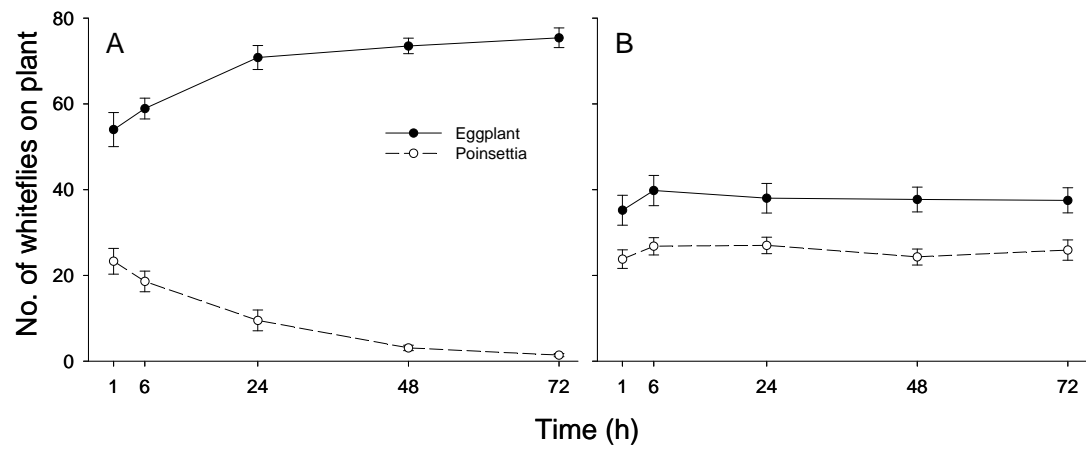 No. of whiteflies on plant
80
60
40
20
0
A
B
Eggplant
Poinsettia
1 6 24 48 72
1 6 24 48 72
Time (h)